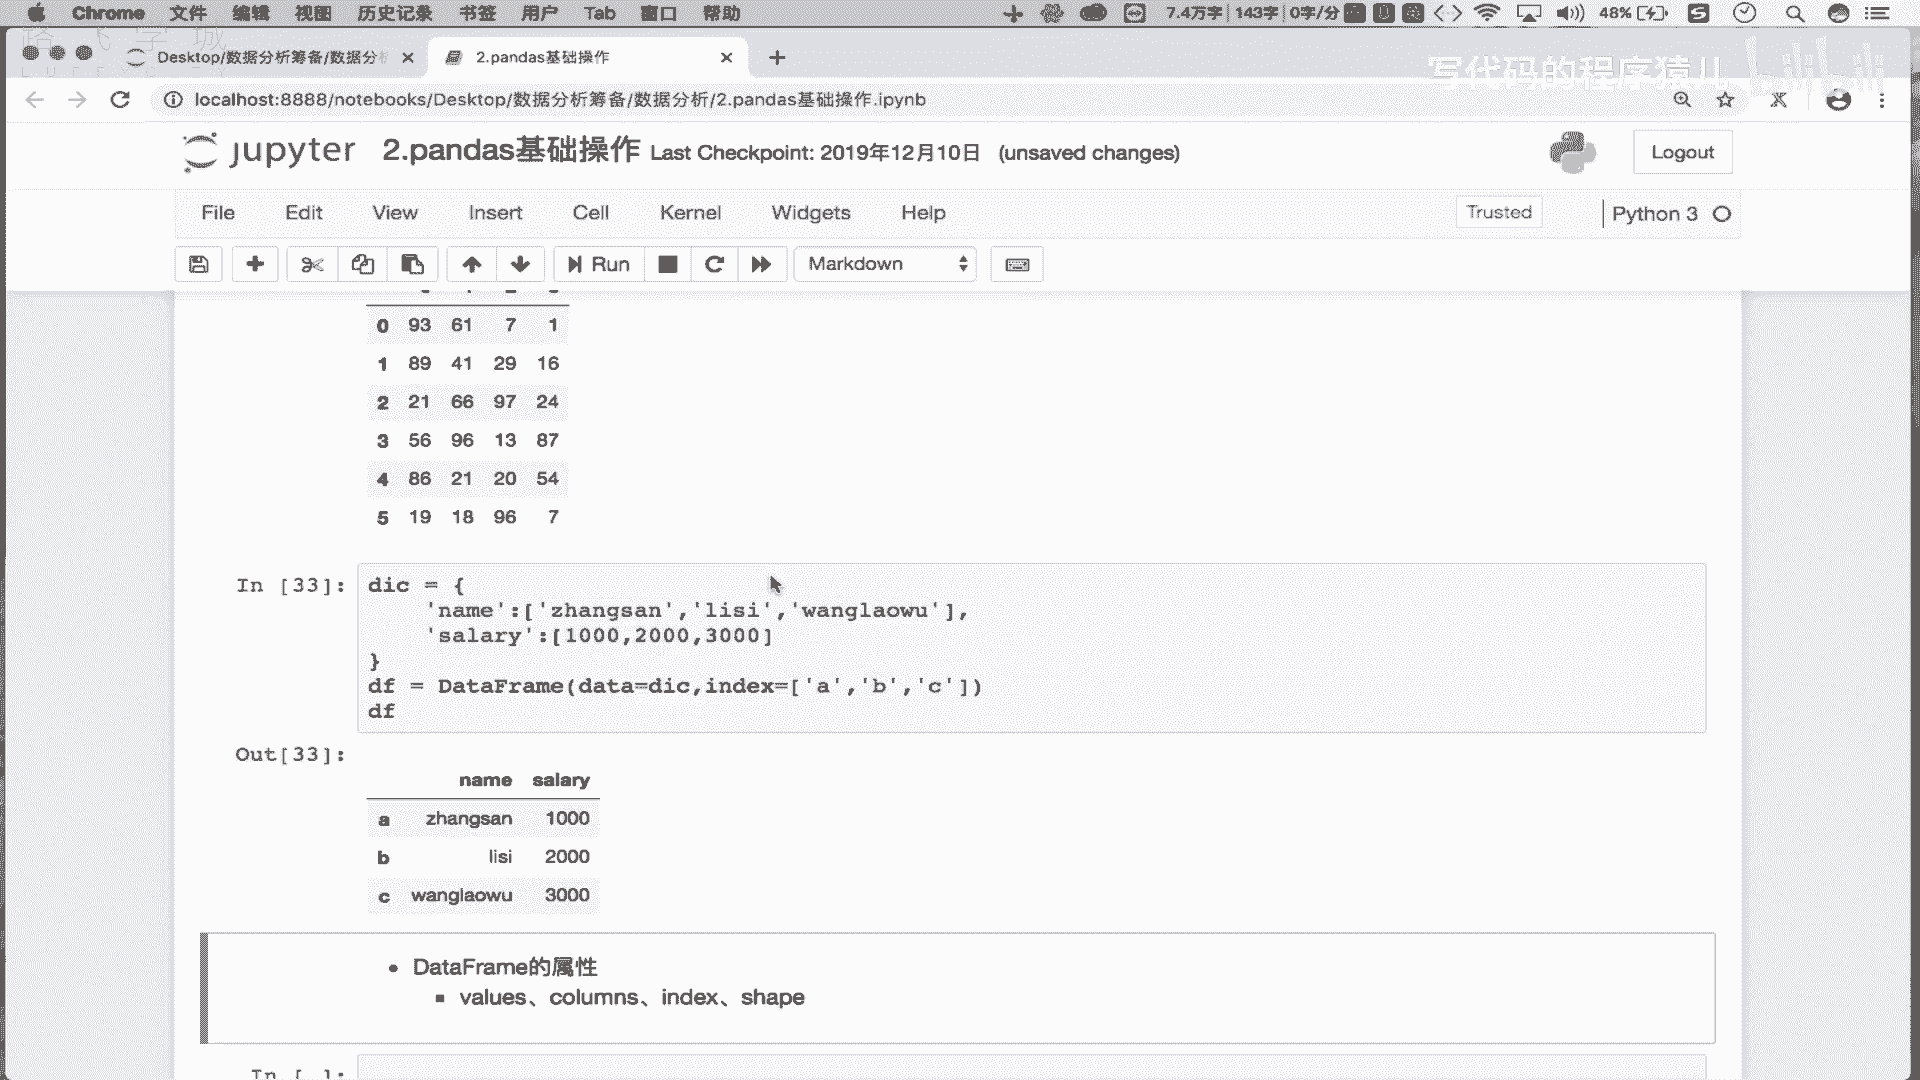 Chrome 文件 编辑 视图 历史记录 书签 用户 Tab 窗口 帮助 7.4万字 143字 0字/分 48%
Desktop/数据分析筹备/数据分析
2.pandas基础操作
写代码的程序猿儿 bilibili
localhost:8888/notebooks/Desktop/数据分析筹备/数据分析/2.pandas基础操作.ipynb
jupyter 2.pandas基础操作 Last Checkpoint: 2019年12月10日 (unsaved changes)
Logout
File Edit View Insert Cell Kernel Widgets Help
Trusted
Python 3
Run
Markdown
0 93 61 7 1
1 89 41 29 16
2 21 66 97 24
3 56 96 13 87
4 86 21 20 54
5 19 18 96 7
In [33]:
dic = {
'name':['zhangsan','lisi','wanglaowu'],
'salary':[1000,2000,3000]
}
df = DataFrame(data=dic,index=['a','b','c'])
df
Out[33]:
name salary
a zhangsan 1000
b lisi 2000
c wanglaowu 3000
DataFrame的属性
values、columns、index、shape
In [ ]: